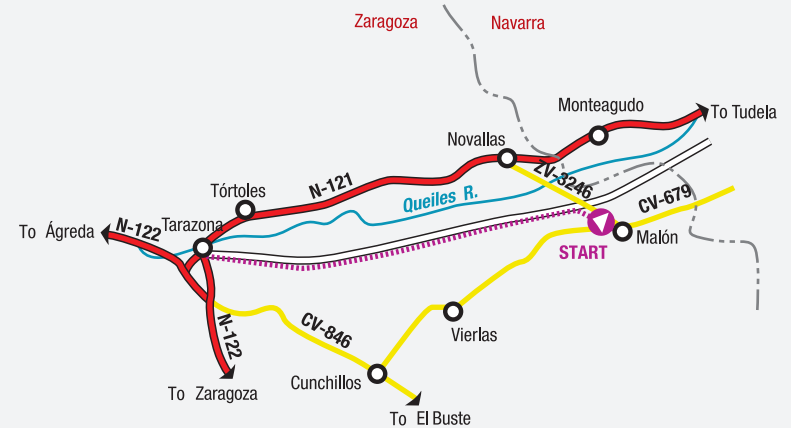 Zaragoza
Navarra
Monteagudo
To Tudela
Novallas
ZV-3246
N-121
Tórtoles
Queiles R.
CV-679
Tarazona
N-122
To Ágreda
Malón
START
N-122
CV-846
Vierlas
Cunchillos
To Zaragoza
To El Buste